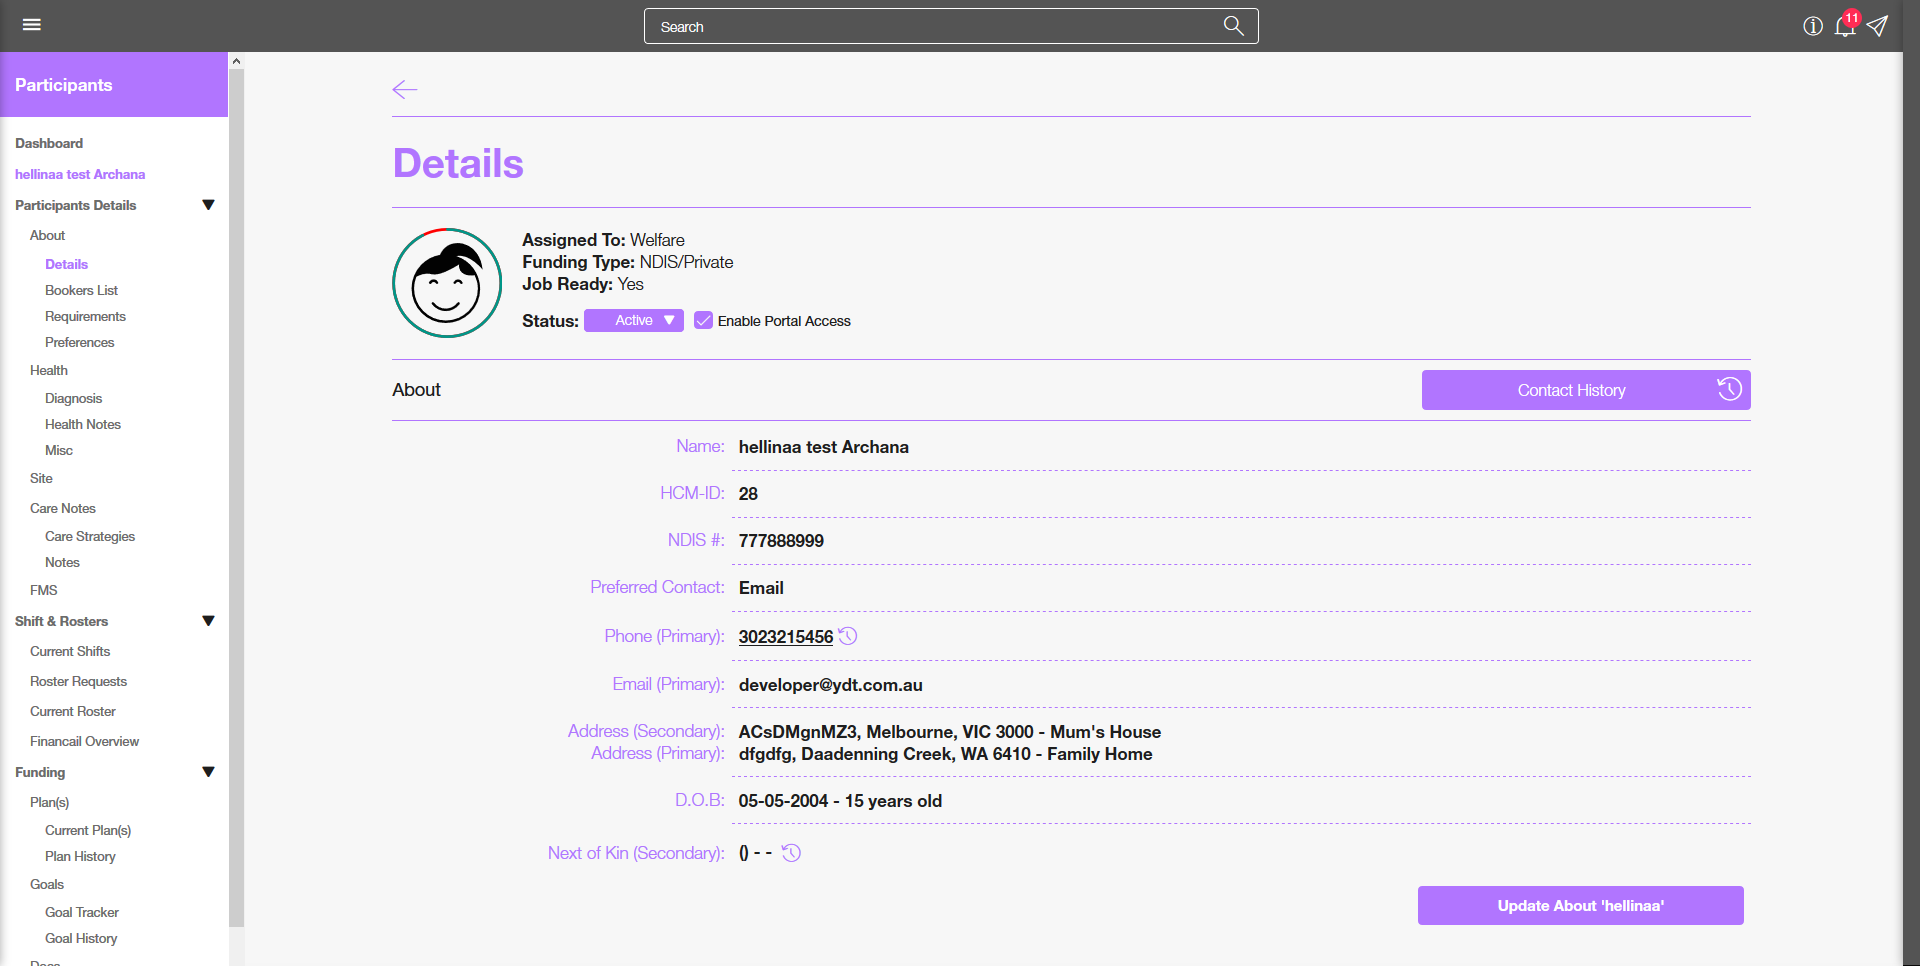 Search
11
Participants
Dashboard
hellinaa test Archana
Participants Details
About
Details
Bookers List
Requirements
Preferences
Health
Diagnosis
Health Notes
Misc
Site
Care Notes
Care Strategies
Notes
FMS
Shift & Rosters
Current Shifts
Roster Requests
Current Roster
Financail Overview
Funding
Plan(s)
Current Plan(s)
Plan History
Goals
Goal Tracker
Goal History
Details
Assigned To: Welfare
Funding Type: NDIS/Private
Job Ready: Yes
Status: Active Enable Portal Access
About
Contact History
Name: hellinaa test Archana
HCM-ID: 28
NDIS #: 777888999
Preferred Contact: Email
Phone (Primary): 3023215456
Email (Primary): developer@ydt.com.au
Address (Secondary): ACsDMgnMZ3, Melbourne, VIC 3000 - Mum's House
Address (Primary): dfgdfg, Daadenning Creek, WA 6410 - Family Home
D.O.B: 05-05-2004 - 15 years old
Next of Kin (Secondary): () - -
Update About 'hellinaa'